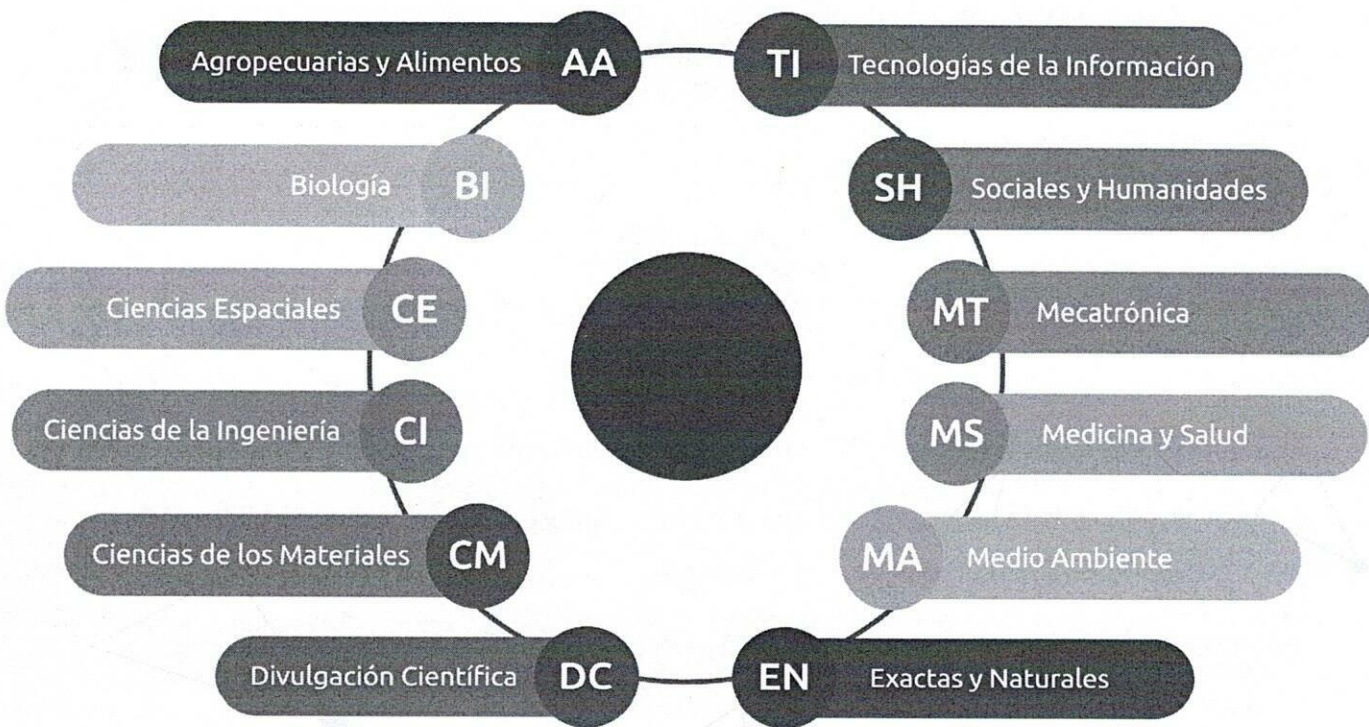 Agropecuarias y Alimentos AA
TI Tecnologías de la Información
Biología BI
SH Sociales y Humanidades
Ciencias Espaciales CE
MT Mecatrónica
Ciencias de la Ingeniería CI
MS Medicina y Salud
Ciencias de los Materiales CM
MA Medio Ambiente
Divulgación Científica DC
EN Exactas y Naturales